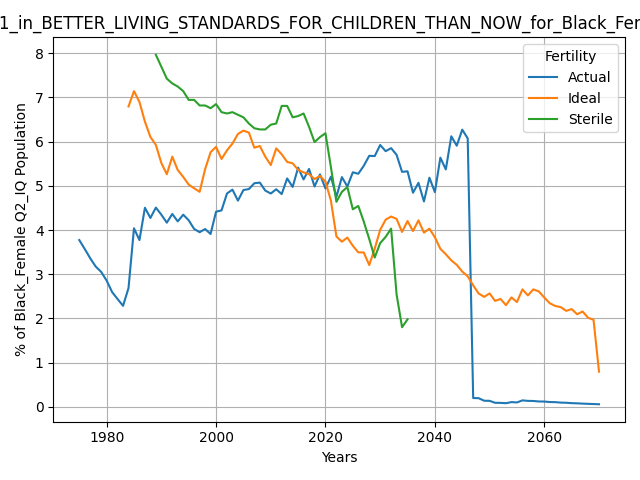 1_in_BETTER_LIVING_STANDARDS_FOR_CHILDREN_THAN_NOW_for_Black_Fer
Fertility
Actual
Ideal
Sterile
% of Black_Female Q2_IQ Population
8
7
6
5
4
3
2
1
0
1980 2000 2020 2040 2060
Years